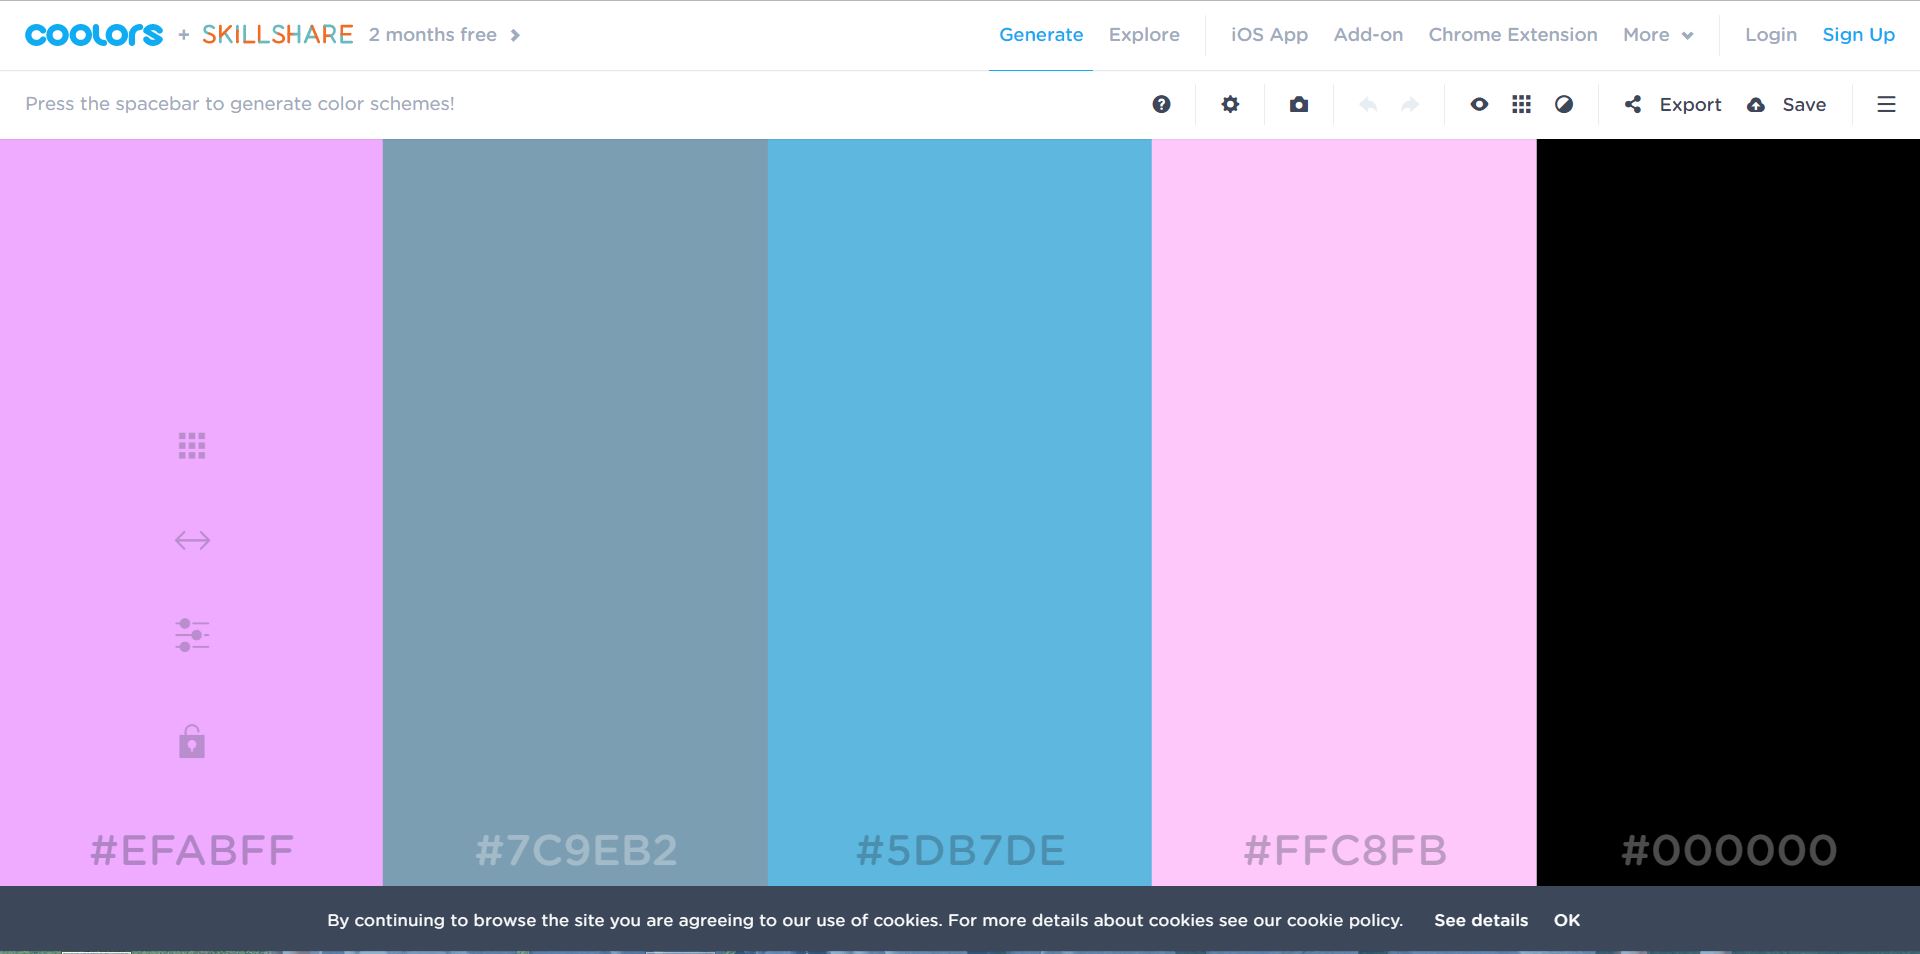 coolors + SKILLSHARE 2 months free
Generate Explore iOS App Add-on Chrome Extension More Login Sign Up
Press the spacebar to generate color schemes!
Export Save
#EFABFF #7C9EB2 #5DB7DE #FFC8FB #000000
By continuing to browse the site you are agreeing to our use of cookies. For more details about cookies see our cookie policy. See details OK